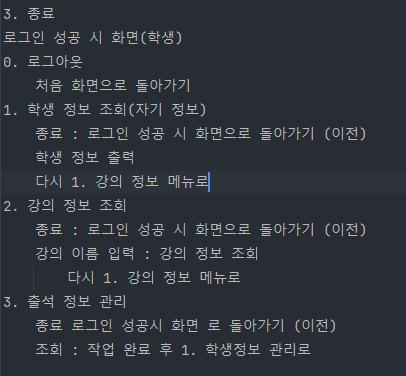 3. 종료
로그인 성공 시 화면(학생)
0. 로그아웃
처음 화면으로 돌아가기
1. 학생 정보 조회(자기 정보)
종료 : 로그인 성공 시 화면으로 돌아가기 (이전)
학생 정보 출력
다시 1. 강의 정보 메뉴로
2. 강의 정보 조회
종료 : 로그인 성공 시 화면으로 돌아가기 (이전)
강의 이름 입력 : 강의 정보 조회
다시 1. 강의 정보 메뉴로
3. 출석 정보 관리
종료 로그인 성공시 화면 로 돌아가기 (이전)
조회 : 작업 완료 후 1. 학생정보 관리로